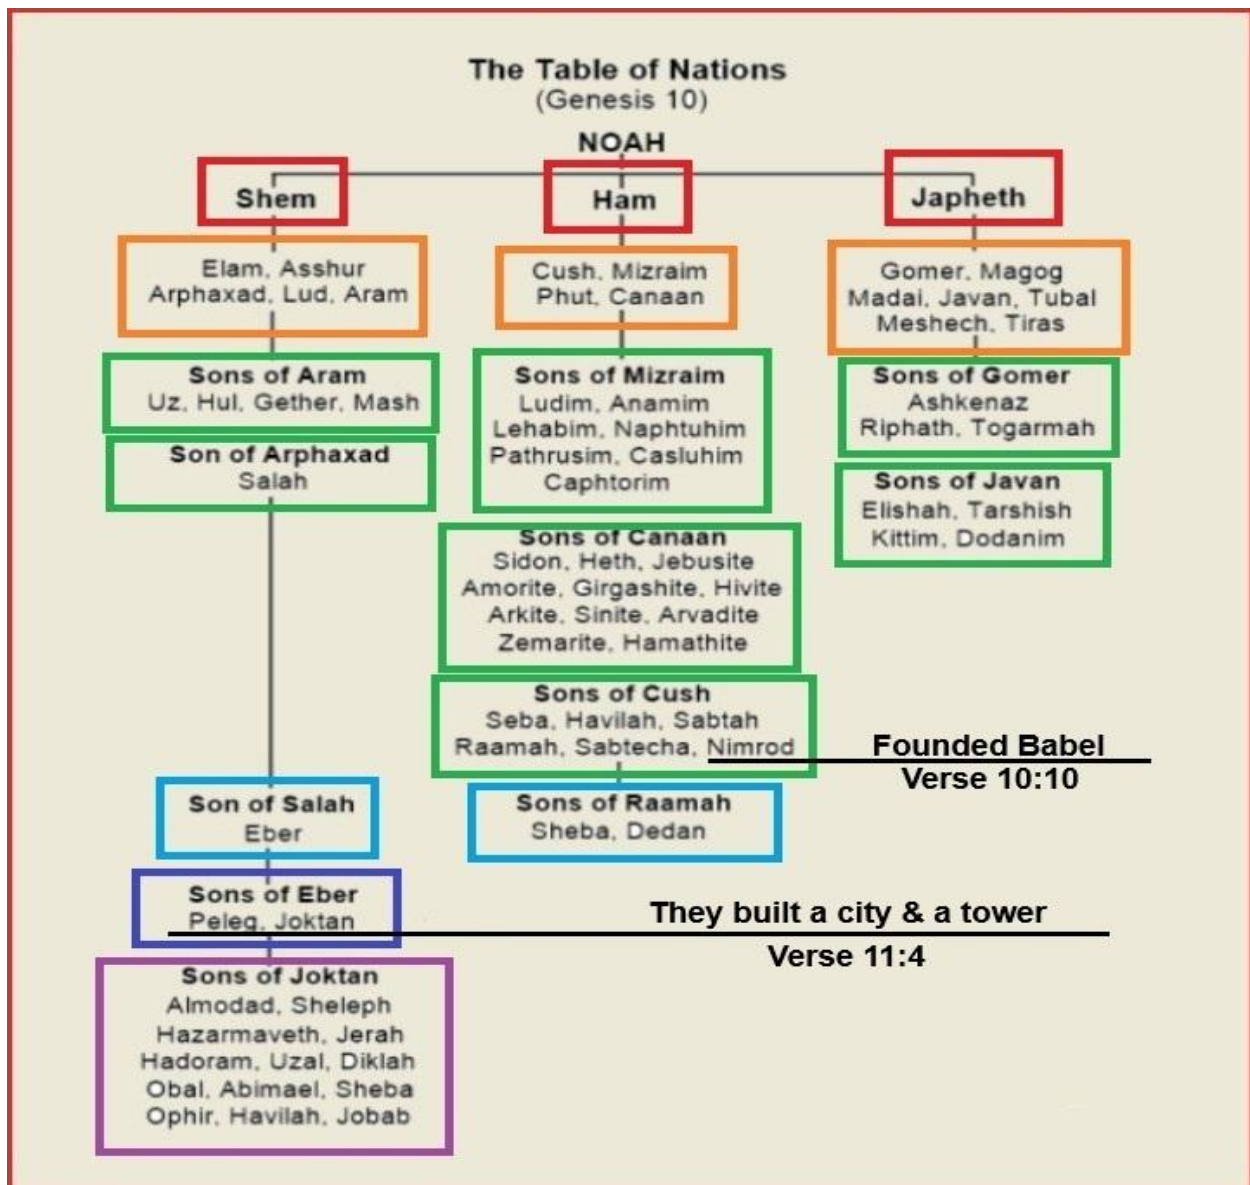 The Table of Nations
(Genesis 10)
NOAH
Shem
Ham
Japheth
Elam, Asshur
Arphaxad, Lud, Aram
Cush, Mizraim
Phut, Canaan
Gomer, Magog
Madai, Javan, Tubal
Meshech, Tiras
Sons of Aram
Uz, Hul, Gether, Mash
Son of Arphaxad
Salah
Sons of Mizraim
Ludim, Anamim
Lehabim, Naphtuhim
Pathrusim, Casluhim
Caphtorim
Sons of Gomer
Ashkenaz
Riphath, Togarmah
Sons of Javan
Elishah, Tarshish
Kittim, Dodanim
Sons of Canaan
Sidon, Heth, Jebusite
Amorite, Girgashite, Hivite
Arkite, Sinite, Arvadite
Zemarite, Hamathite
Sons of Cush
Seba, Havilah, Sabtah
Raamah, Sabtecha, Nimrod
Founded Babel
Verse 10:10
Son of Salah
Eber
Sons of Raamah
Sheba, Dedan
Sons of Eber
Peleg, Joktan
They built a city & a tower
Verse 11:4
Sons of Joktan
Almodad, Sheleph
Hazarmaveth, Jerah
Hadoram, Uzal, Diklah
Obal, Abimael, Sheba
Ophir, Havilah, Jobab